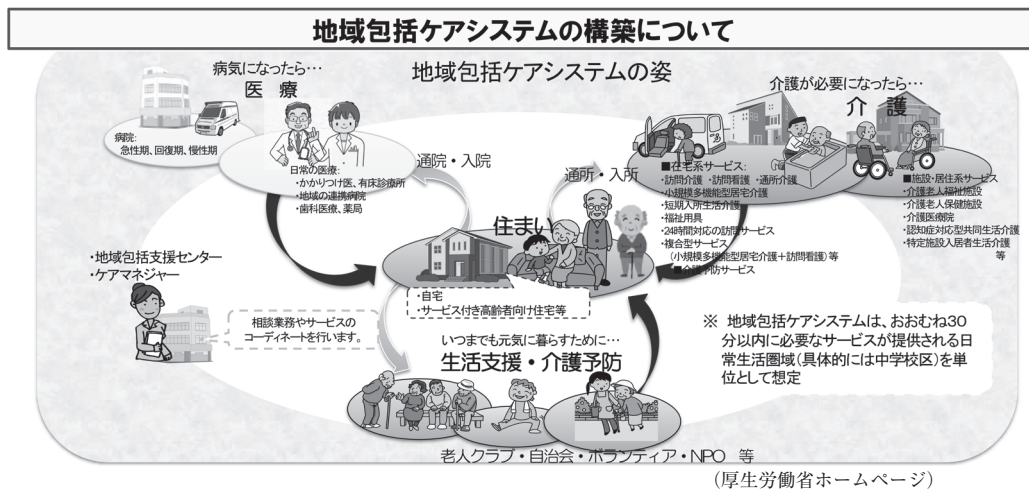 地域包括ケアシステムの構築について
地域包括ケアシステムの姿
病気になったら…
医 療
病院:
急性期、回復期、慢性期
日常の医療:
・かかりつけ医、有床診療所
・地域の連携病院
・歯科医療、薬局
通院・入院
通所・入所
介護が必要になったら…
介 護
■在宅系サービス:
・訪問介護 ・訪問看護 ・通所介護
・小規模多機能型居宅介護
・短期入所生活介護
・福祉用具
・24時間対応の訪問サービス
・複合型サービス
(小規模多機能型居宅介護+訪問看護)等
■介護予防サービス
■施設・居住系サービス
・介護老人福祉施設
・介護老人保健施設
・介護医療院
・認知症対応型共同生活介護
・特定施設入居者生活介護
等
住まい
・自宅
・サービス付き高齢者向け住宅等
・地域包括支援センター
・ケアマネジャー
相談業務やサービスの
コーディネートを行います。
いつまでも元気に暮らすために…
生活支援・介護予防
老人クラブ・自治会・ボランティア・NPO 等
※ 地域包括ケアシステムは、おおむね30
分以内に必要なサービスが提供される日
常生活圏域(具体的には中学校区)を単
位として想定
(厚生労働省ホームページ)